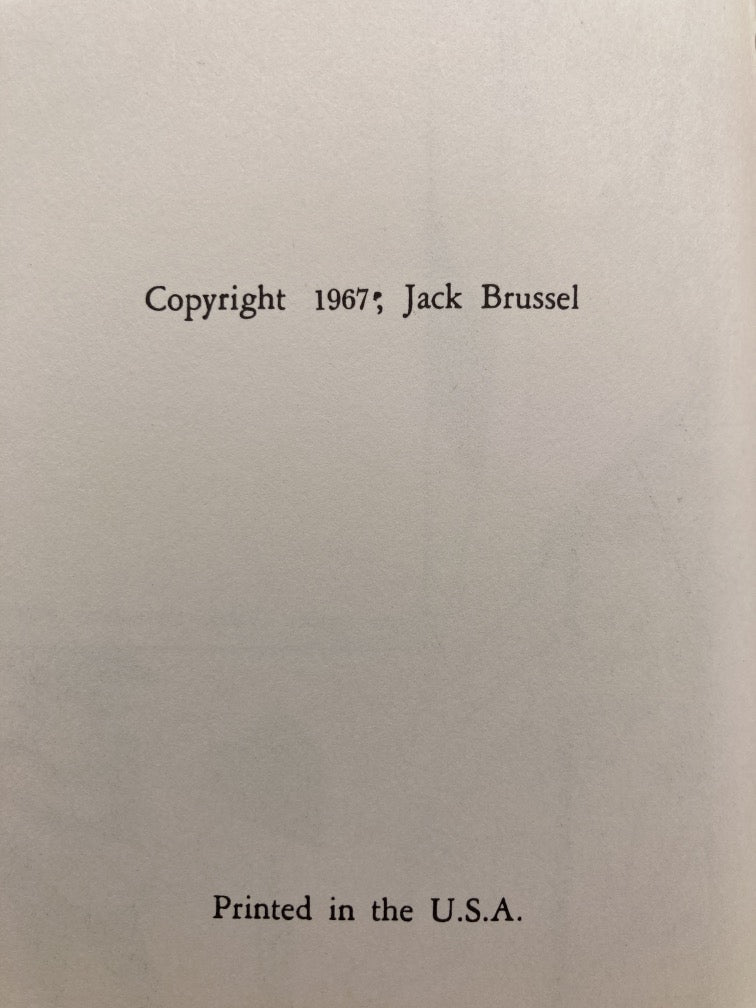 Copyright 1967; Jack Brussel
Printed in the U.S.A.